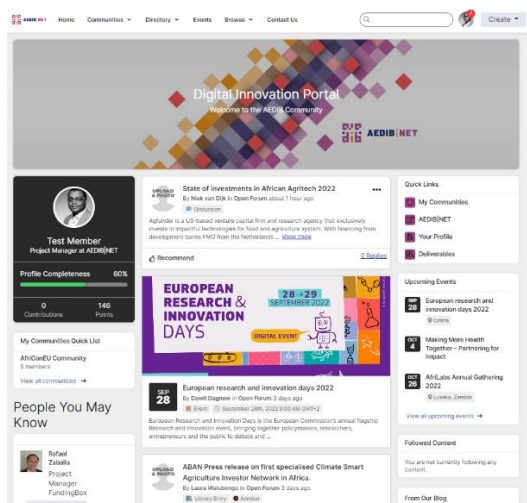 AEDIB|NET Home Communities Directory Events Browse Contact Us Create
Digital Innovation Portal
Welcome to the AEDIB Community
AEDIB|NET
Test Member
Project Manager at AEDIB|NET
Profile Completeness 60%
0 146
Contributions Points
My Communities Quick List
AfriConEU Community
5 members
View all communities →
People You May
Know
Rafael
Zaballa
Project
Manager
FundingBox
UPLOAD
A PHOTO
State of investments in African Agritech 2022
By Niek van Dijk in Open Forum about 1 hour ago
Discussion
Agfunder is a US-based venture capital firm and research agency that exclusively
invests in impactful technologies for food and agriculture system. With financing from
development banks FMO from the Netherlands ... show more
Recommend 0 Replies
EUROPEAN
RESEARCH &
INNOVATION
DAYS
28→29
SEPTEMBER 2022
DIGITAL EVENT
SEP
28
European research and innovation days 2022
By Dawit Dagnew in Open Forum 3 days ago
Event September 28th, 2022 9:00 AM GMT+2
European Research and Innovation Days is the European Commission's annual flagship
Research and Innovation event, bringing together policymakers, researchers,
entrepreneurs and the public to debate and ...
UPLOAD
A PHOTO
ABAN Press release on first specialised Climate Smart
Agriculture Investor Network in Africa.
By Laura Walubengo in Open Forum 3 days ago
Library Entry Acrobat
Quick Links
My Communities
AEDIB|NET
Your Profile
Deliverables
Upcoming Events
SEP
28
European research and
innovation days 2022
Online
OCT
4
Making More Health
Together – Partnering for
Impact
OCT
26
AfriLabs Annual Gathering
2022
Lusaka, Zambia
View all upcoming events →
Followed Content
You are not currently following any
content.
From Our Blog